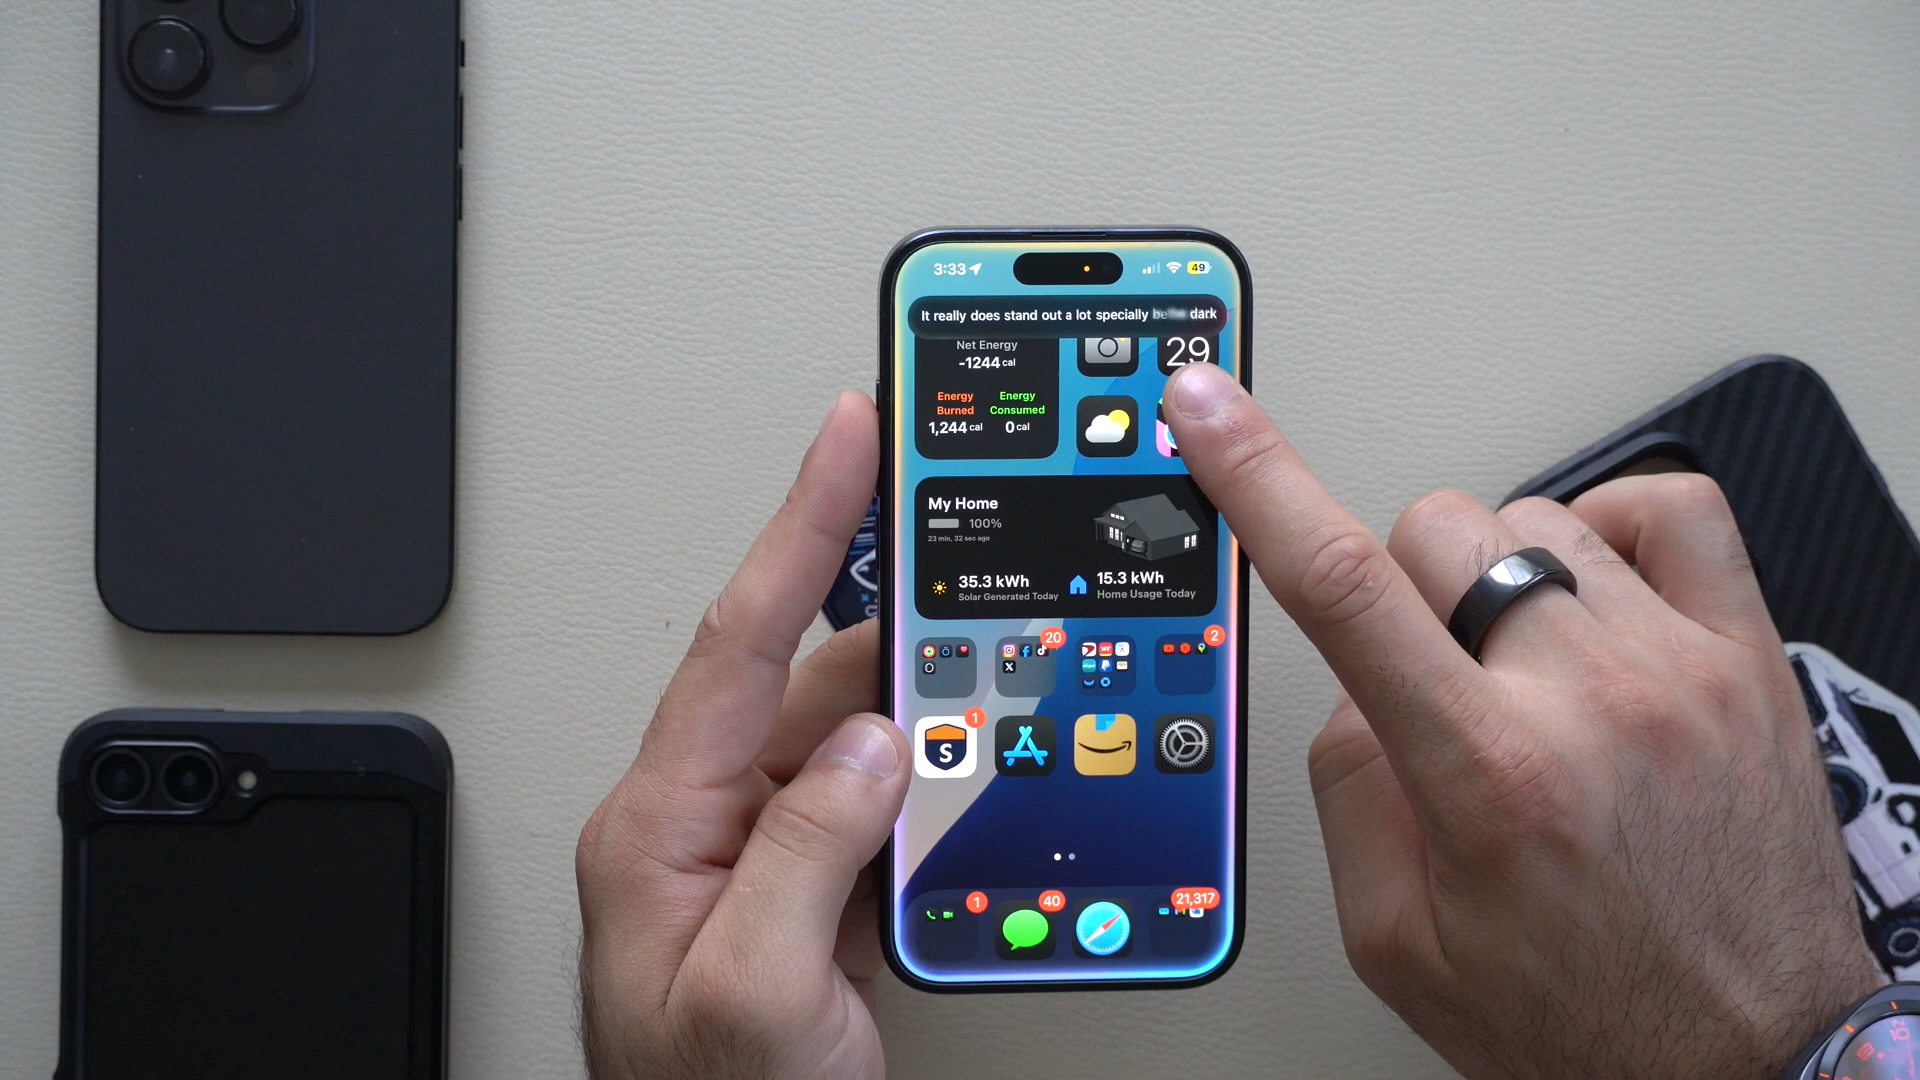 3:33
49
It really does stand out a lot specially dark
Net Energy
-1244 cal
29
Energy Burned
Energy Consumed
1,244 cal
0 cal
My Home
100%
23 min, 32 sec ago
35.3 kWh
Solar Generated Today
15.3 kWh
Home Usage Today
20
2
1
S
1
40
21,317